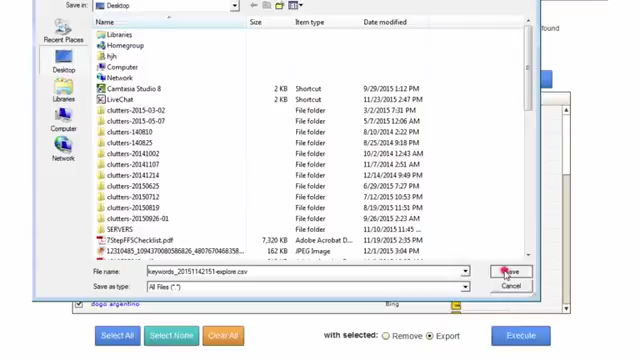 Save in: Desktop
Name Size Item type Date modified
Recent Places
Desktop
Libraries
Computer
Network
Libraries
Homegroup
hjh
Computer
Network
Camtasia Studio 8 2 KB Shortcut 9/29/2015 1:12 PM
LiveChat 2 KB Shortcut 11/23/2015 2:47 PM
clutters-2015-03-02 File folder 3/2/2015 7:31 PM
clutters-2015-05-07 File folder 5/7/2015 12:06 AM
clutters-140810 File folder 8/10/2014 2:22 PM
clutters-140825 File folder 8/25/2014 9:18 PM
clutters-20141002 File folder 10/2/2014 12:43 AM
clutters-20141107 File folder 11/7/2014 2:51 PM
clutters-20141214 File folder 12/14/2014 9:49 PM
clutters-20150625 File folder 6/29/2015 7:27 PM
clutters-20150712 File folder 7/12/2015 10:53 PM
clutters-20150819 File folder 8/19/2015 11:51 PM
clutters-20150926-01 File folder 9/26/2015 2:23 AM
SERVERS File folder 11/19/2015 11:45 ...
7StepFFSChecklist.pdf 7,320 KB Adobe Acrobat D... 11/19/2015 2:35 PM
162 KB JPEG Image
File name: keywords_20151142151-explore.csv
Save as type: All Files (*.*)
Save
Cancel
found
dogo argentino Bing
Select All Select None Clear All with selected: Remove Export Execute